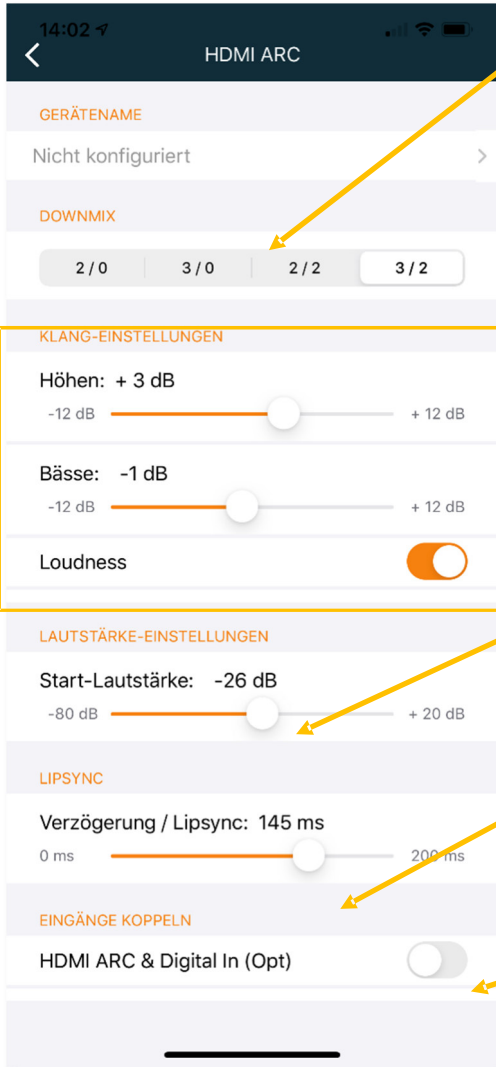 14:02
HDMI ARC
GERÄTENAME
Nicht konfiguriert
DOWNMIX
2 / 0 3 / 0 2 / 2 3 / 2
KLANG-EINSTELLUNGEN
Höhen: + 3 dB
-12 dB + 12 dB
Bässe: -1 dB
-12 dB + 12 dB
Loudness
LAUTSTÄRKE-EINSTELLUNGEN
Start-Lautstärke: -26 dB
-80 dB + 20 dB
LIPSYNC
Verzögerung / Lipsync: 145 ms
0 ms 200 ms
EINGÄNGE KOPPELN
HDMI ARC & Digital In (Opt)